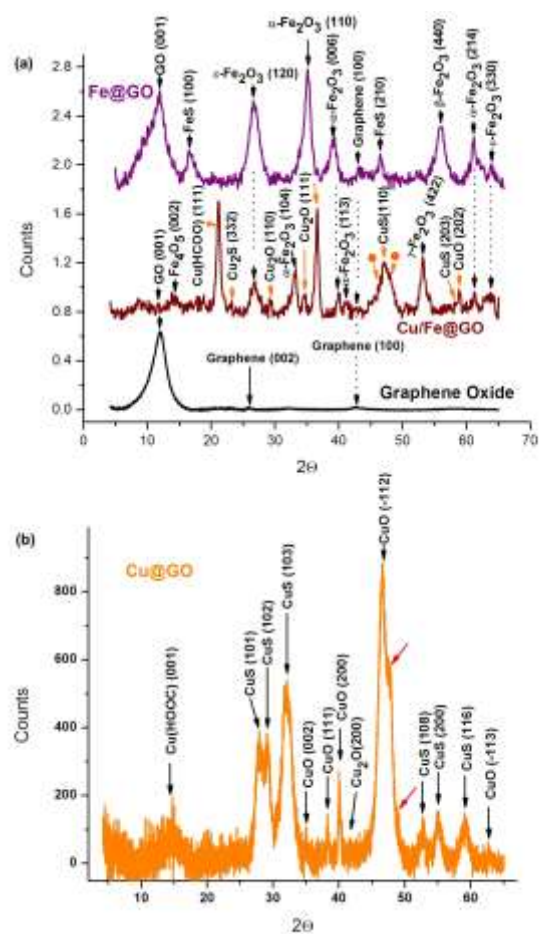 (a)
Fe@GO
GO (001)
FeS (100)
ε-Fe2O3 (120)
α-Fe2O3 (110)
α-Fe2O3 (006)
Graphene (100)
FeS (210)
β-Fe2O3 (440)
α-Fe2O3 (214)
ε-Fe2O3 (330)
2.8
2.4
2.0
1.6
1.2
0.8
0.4
0.0
Counts
GO (001)
Fe4O5 (002)
Cu(HCOO) (111)
Cu2S (332)
Cu2O (110)
α-Fe2O3 (104)
Cu2O (111)
α-Fe2O3 (113)
CuS(110)
γ-Fe2O3 (422)
CuS (203)
CuO (202)
Cu/Fe@GO
Graphene (002)
Graphene (100)
Graphene Oxide
0 10 20 30 40 50 60 70
2Θ
(b)
Cu@GO
Cu(HOOC) (001)
CuS (101)
CuS (102)
CuS (103)
CuO (002)
CuO (111)
CuO (200)
Cu2O(200)
CuO (-112)
CuS (108)
CuS (200)
CuS (116)
CuO (-113)
800
600
400
200
0
Counts
10 20 30 40 50 60
2Θ